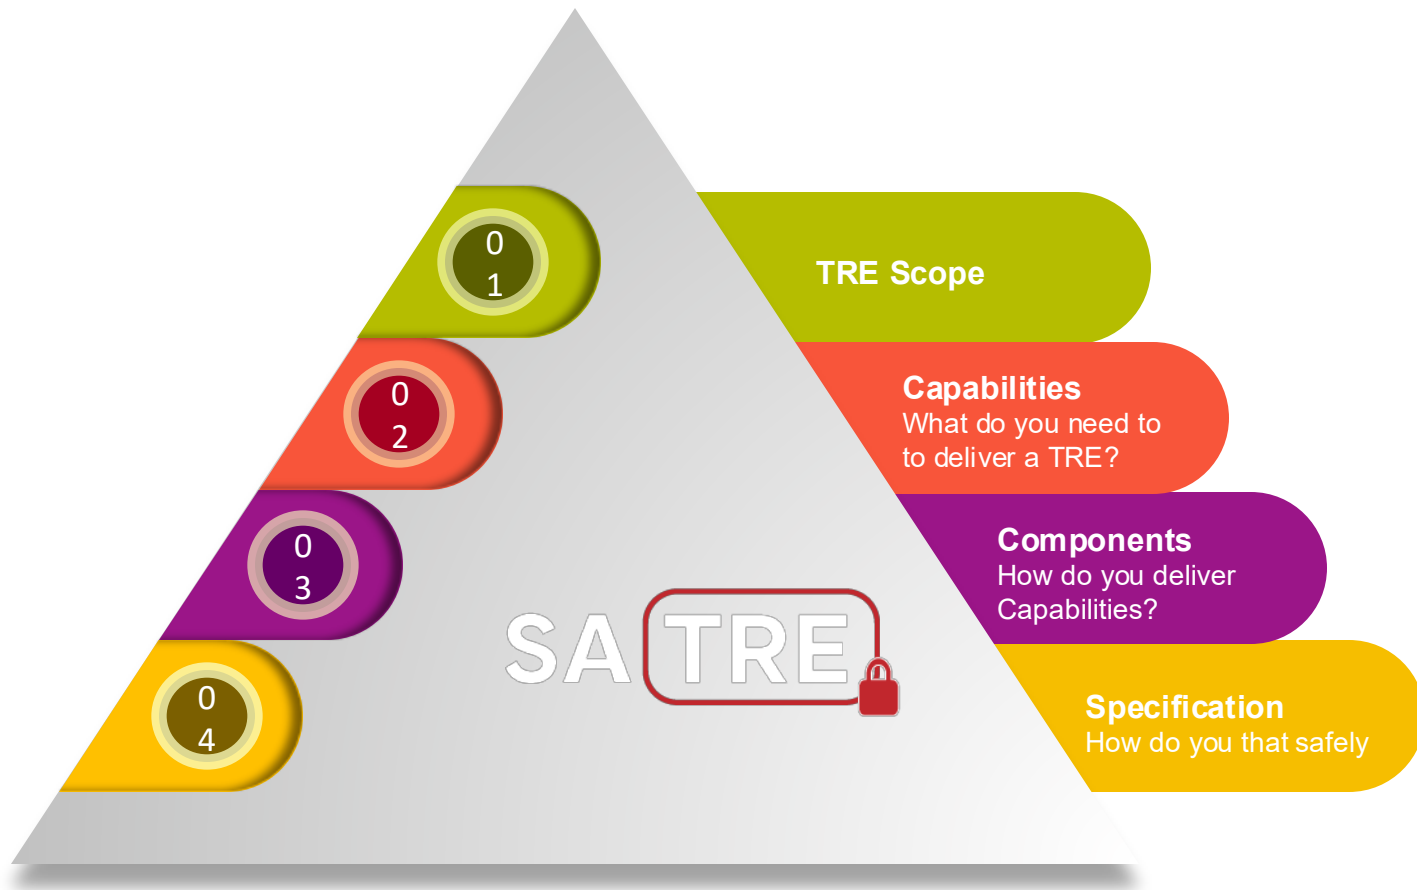 0
1
TRE Scope
0
2
Capabilities
What do you need to
to deliver a TRE?
0
3
Components
How do you deliver
Capabilities?
SATRE
0
4
Specification
How do you that safely